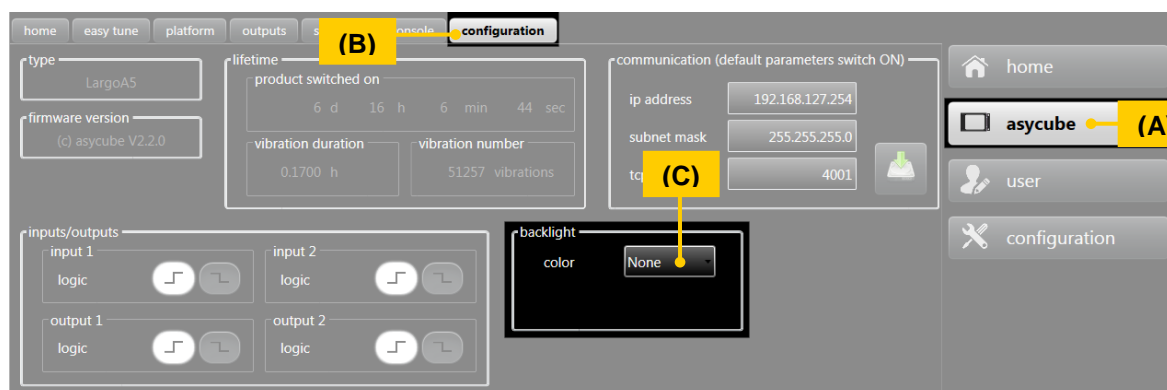 home easy tune platform outputs configuration
(B)
type
LargoA5
firmware version
(c) asycube V2.2.0
lifetime
product switched on
6 d 16 h 6 min 44 sec
vibration duration
0.1700 h
vibration number
51257 vibrations
communication (default parameters switch ON)
ip address 192.168.127.254
subnet mask 255.255.255.0
4001
(C)
inputs/outputs
input 1
logic
input 2
logic
output 1
logic
output 2
logic
backlight
color None
home
asycube
(A)
user
configuration